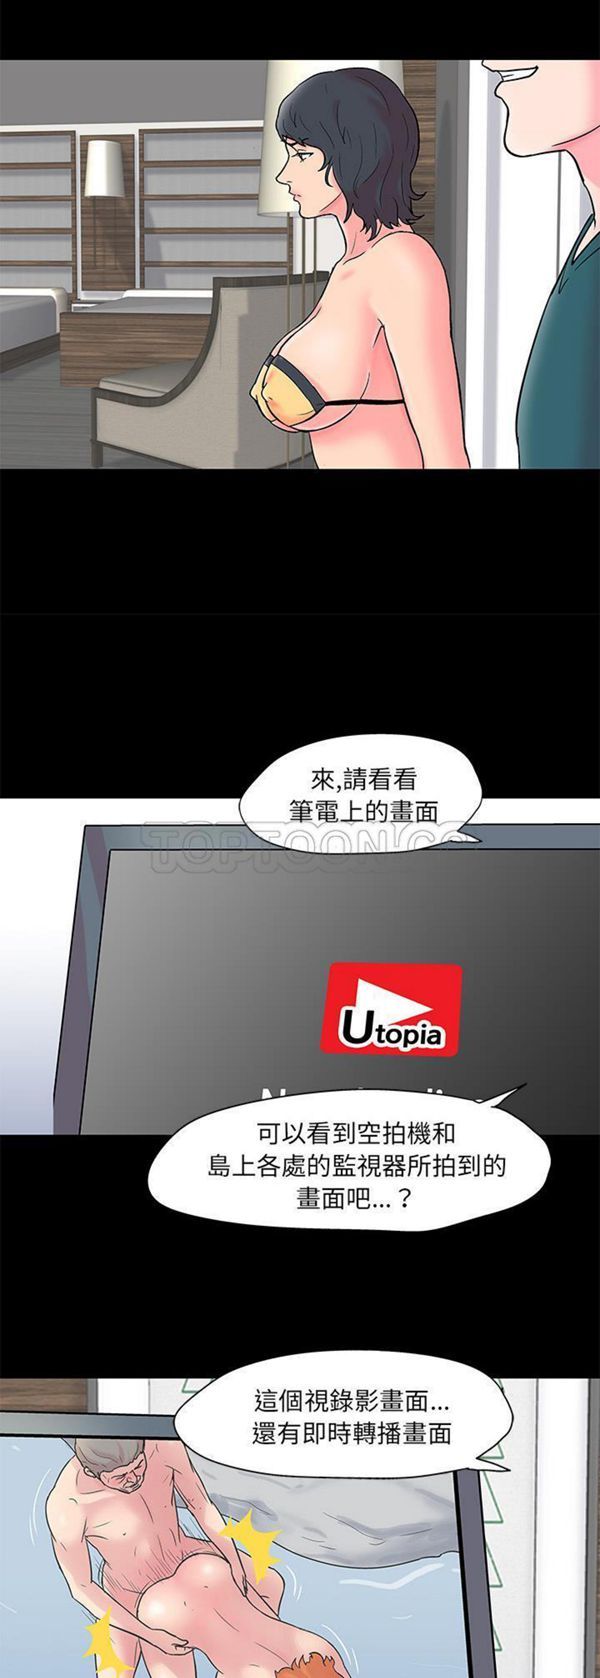 來,請看看
筆電上的畫面
TOPTOON.CO
Utopia
可以看到空拍機和
島上各處的監視器所拍到的
畫面吧...？
這個視錄影畫面...
還有即時轉播畫面